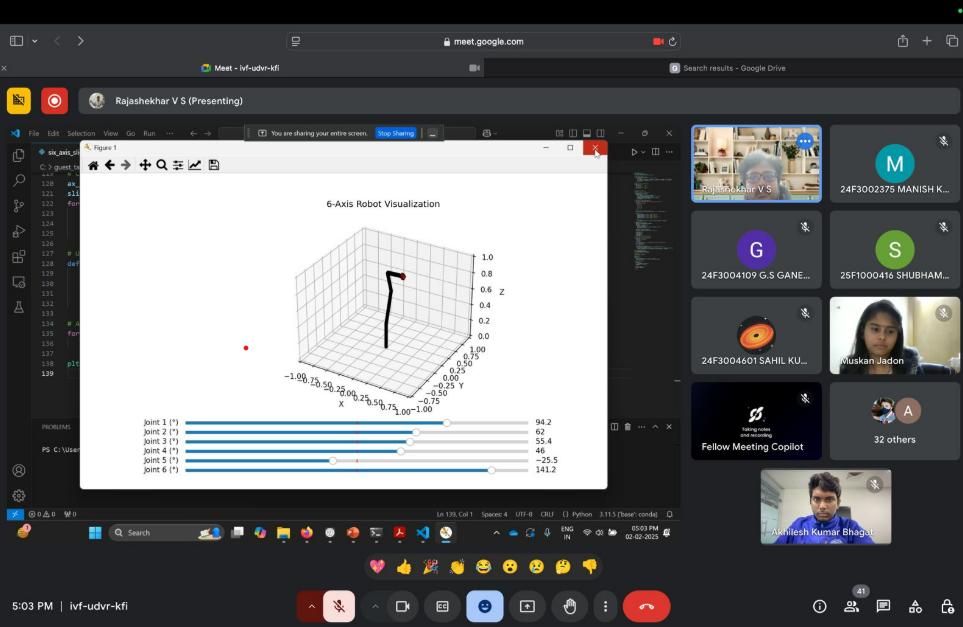 meet.google.com
Meet - ivf-udvr-kfi
Search results - Google Drive
Rajashekhar V S (Presenting)
File Edit Selection View Go Run
You are sharing your entire screen. Stop Sharing
Figure 1
six_axis_sli
C: > guest_ta
120 ax_
121 sli
122 for
123
124
125
126
127 # U
128 def
129
130
131
132
133
134 # A
135 for
136
137
138 plt
139
6-Axis Robot Visualization
1.0
0.8
0.6
0.4
0.2
0.0
Z
1.00
0.75
0.50
0.25
0.00
−0.25
−0.50
−0.75
−1.00
Y
−1.00
−0.75
−0.50
−0.25
0.00
0.25
0.50
0.75
1.00
X
Joint 1 (°) 94.2
Joint 2 (°) 62
Joint 3 (°) 55.4
Joint 4 (°) 46
Joint 5 (°) −25.5
Joint 6 (°) 141.2
PROBLEMS
PS C:\User
Ln 139, Col 1 Spaces: 4 UTF-8 CRLF {} Python 3.11.5 ('base': conda)
Search
ENG
IN
05:03 PM
02-02-2025
Rajashekhar V S
M
24F3002375 MANISH K...
G
24F3004109 G.S GANE...
S
25F1000416 SHUBHAM...
24F3004601 SAHIL KU...
Muskan Jadon
Taking notes
and recording
Fellow Meeting Copilot
A
32 others
Akhilesh Kumar Bhagat
5:03 PM | ivf-udvr-kfi
CC
41